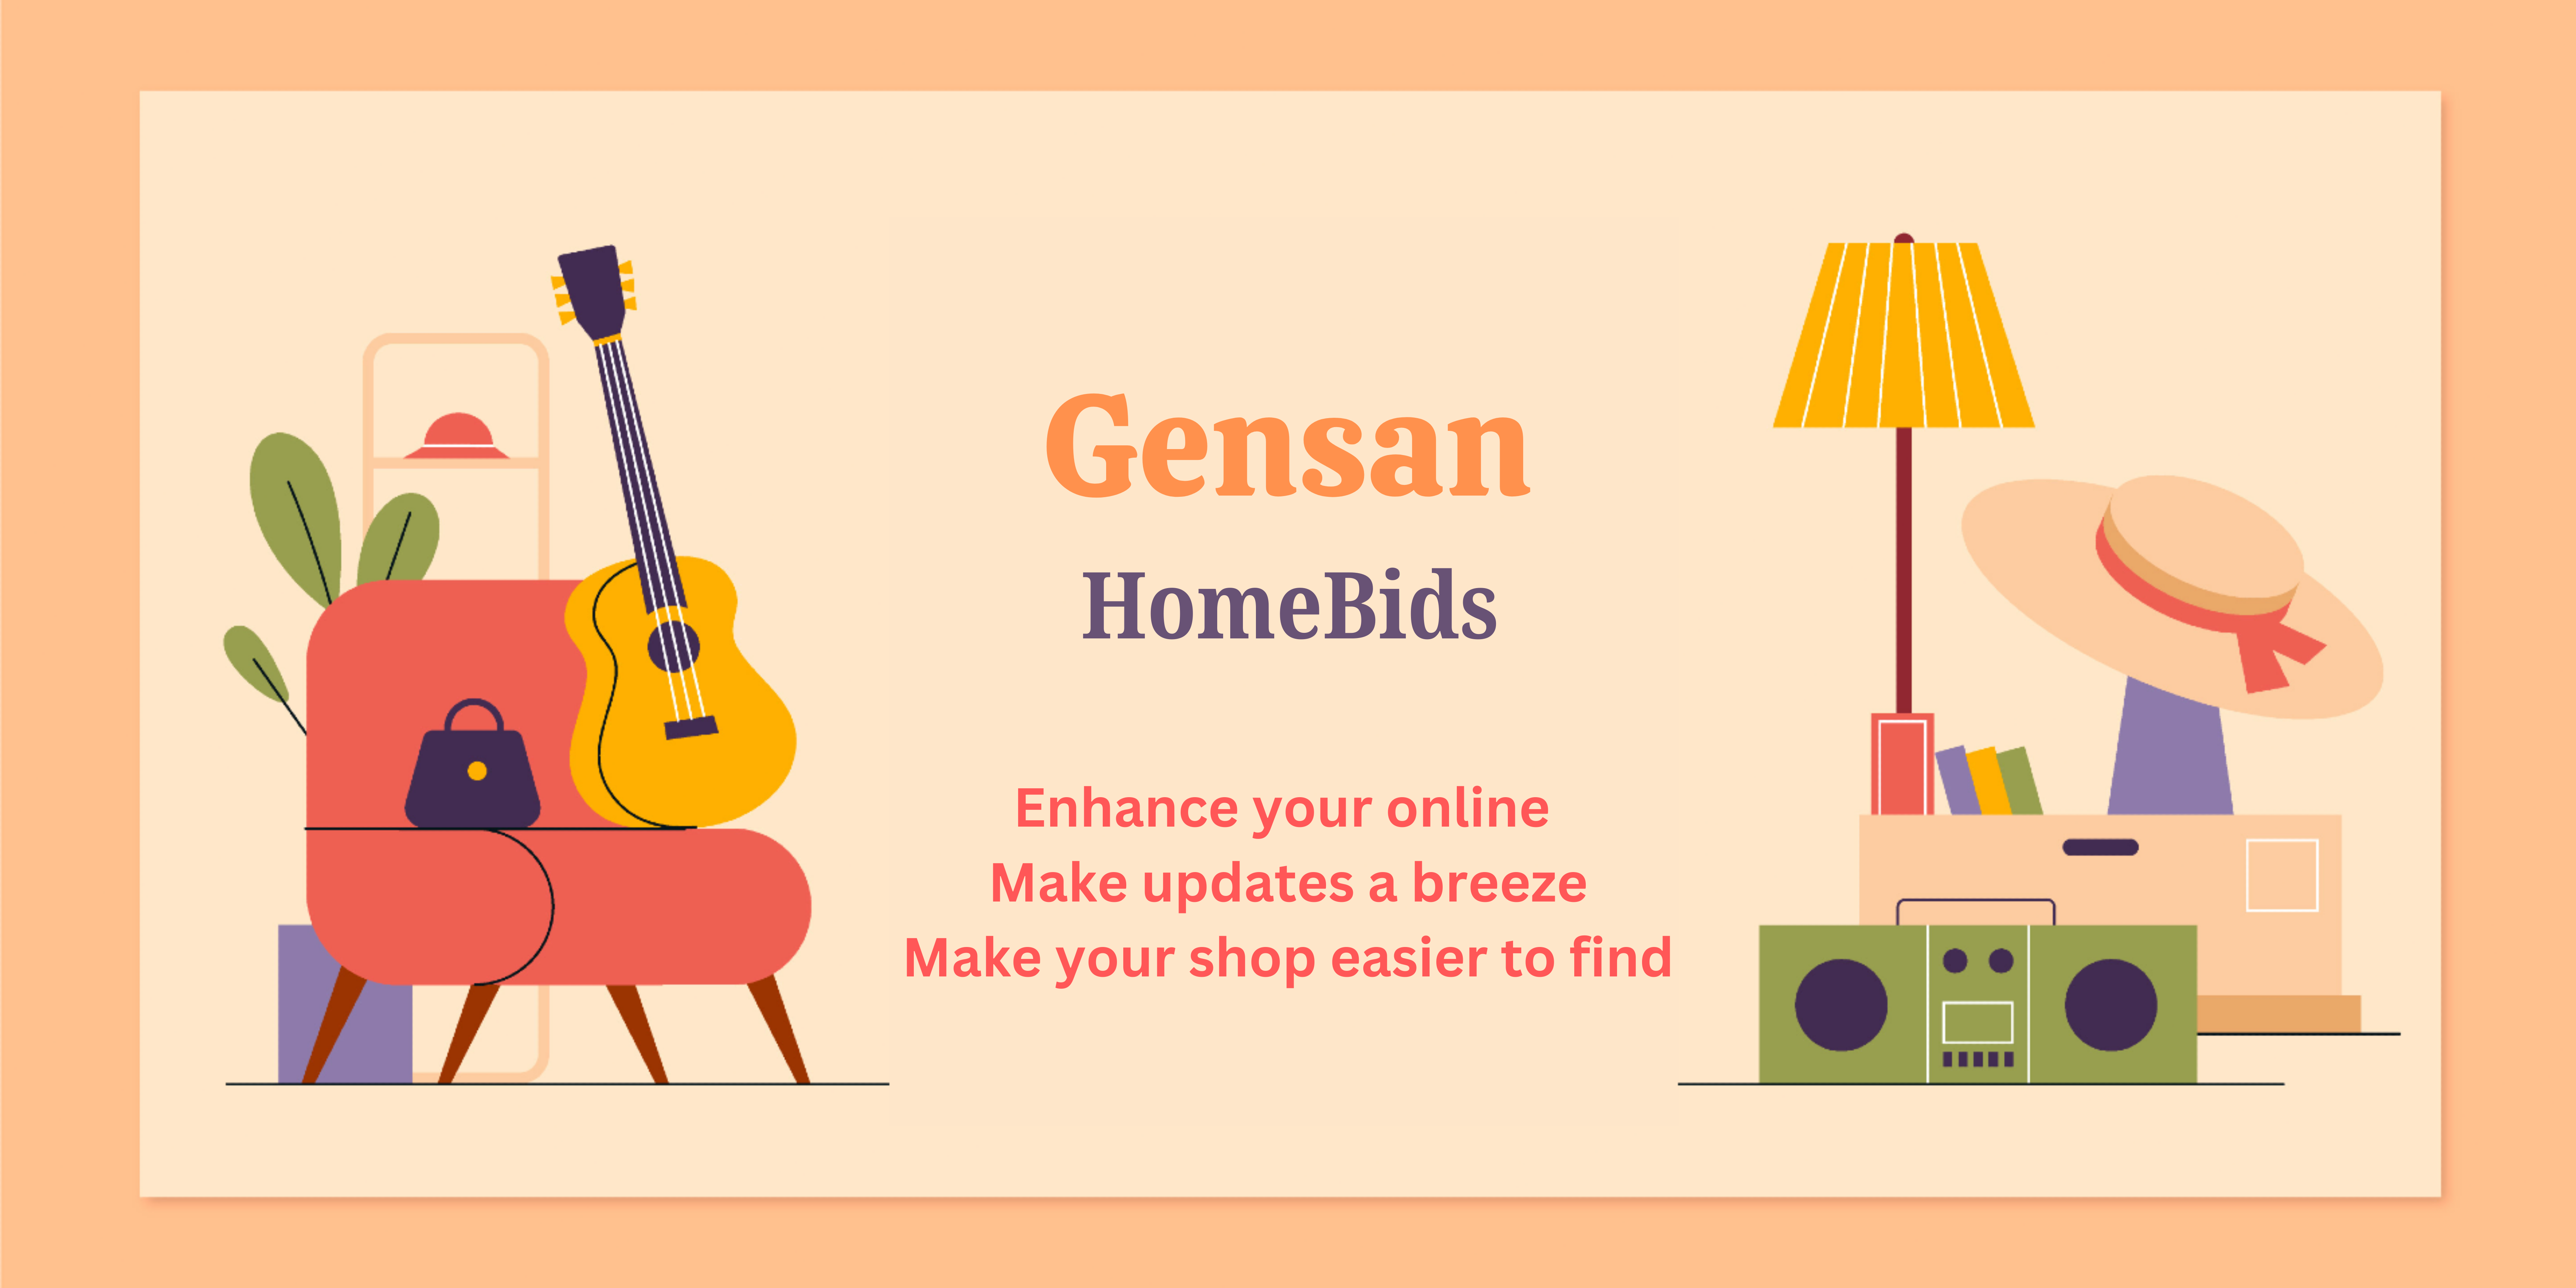 Gensan
HomeBids
Enhance your online
Make updates a breeze
Make your shop easier to find